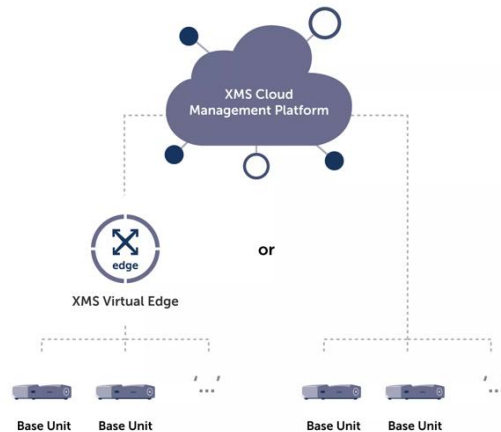 XMS Cloud
Management Platform
edge
or
XMS Virtual Edge
'...'
'...
Base Unit Base Unit
Base Unit Base Unit